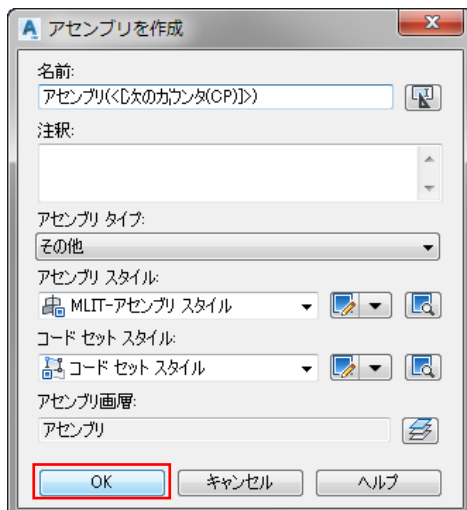 アセンブリを作成
名前:
アセンブリ(<[次のカウンタ(CP)]>)
注釈:
アセンブリ タイプ:
その他
アセンブリ スタイル:
MLIT-アセンブリ スタイル
コード セット スタイル:
コード セット スタイル
アセンブリ画層:
アセンブリ
OK キャンセル ヘルプ